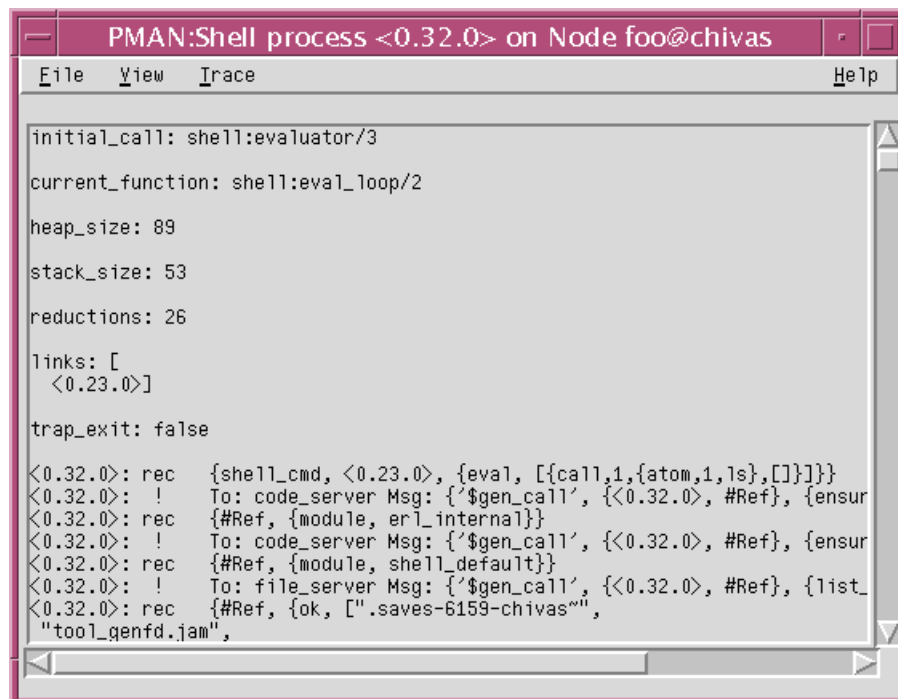 PMAN:Shell process <0.32.0> on Node foo@chivas
File View Trace Help
initial_call: shell:evaluator/3
current_function: shell:eval_loop/2
heap_size: 89
stack_size: 53
reductions: 26
links: [
<0.23.0>]
trap_exit: false
<0.32.0>: rec {shell_cmd, <0.23.0>, {eval, [{call,1,{atom,1,ls},[]}]}}
<0.32.0>: ! To: code_server Msg: {'$gen_call', {<0.32.0>, #Ref}, {ensur
<0.32.0>: rec {#Ref, {module, erl_internal}}
<0.32.0>: ! To: code_server Msg: {'$gen_call', {<0.32.0>, #Ref}, {ensur
<0.32.0>: rec {#Ref, {module, shell_default}}
<0.32.0>: ! To: file_server Msg: {'$gen_call', {<0.32.0>, #Ref}, {list_
<0.32.0>: rec {#Ref, {ok, [".saves-6159-chivas~",
"tool_genfd.jam",